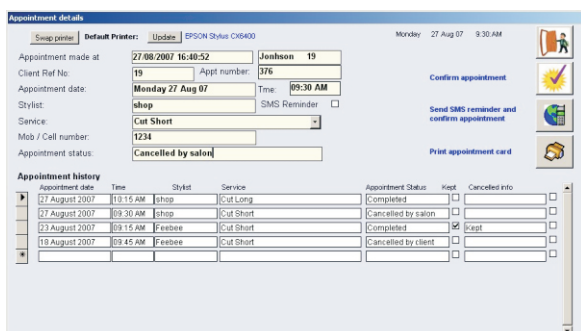 Appointment details
Swap printer Default Printer: Update EPSON Stylus CX6400 Monday 27 Aug 07 9:30:AM
Appointment made at 27/08/2007 16:40:52 Jonhson 19
Client Ref No: 19 Appt number: 376
Confirm appointment
Appointment date: Monday 27 Aug 07 Tme: 09:30 AM
Stylist: shop SMS Reminder
Send SMS reminder and
confirm appointment
Service: Cut Short
Mob / Cell number: 1234
Appointment status: Cancelled by salon
Print appointment card
Appointment history
Appointment date Time Stylist Service Appointment Status Kept Cancelled info
27 August 2007 10:15 AM shop Cut Long Completed
27 August 2007 09:30 AM shop Cut Short Cancelled by salon
23 August 2007 09:15 AM Feebee Cut Short Completed Kept
18 August 2007 09:45 AM Feebee Cut Short Cancelled by client